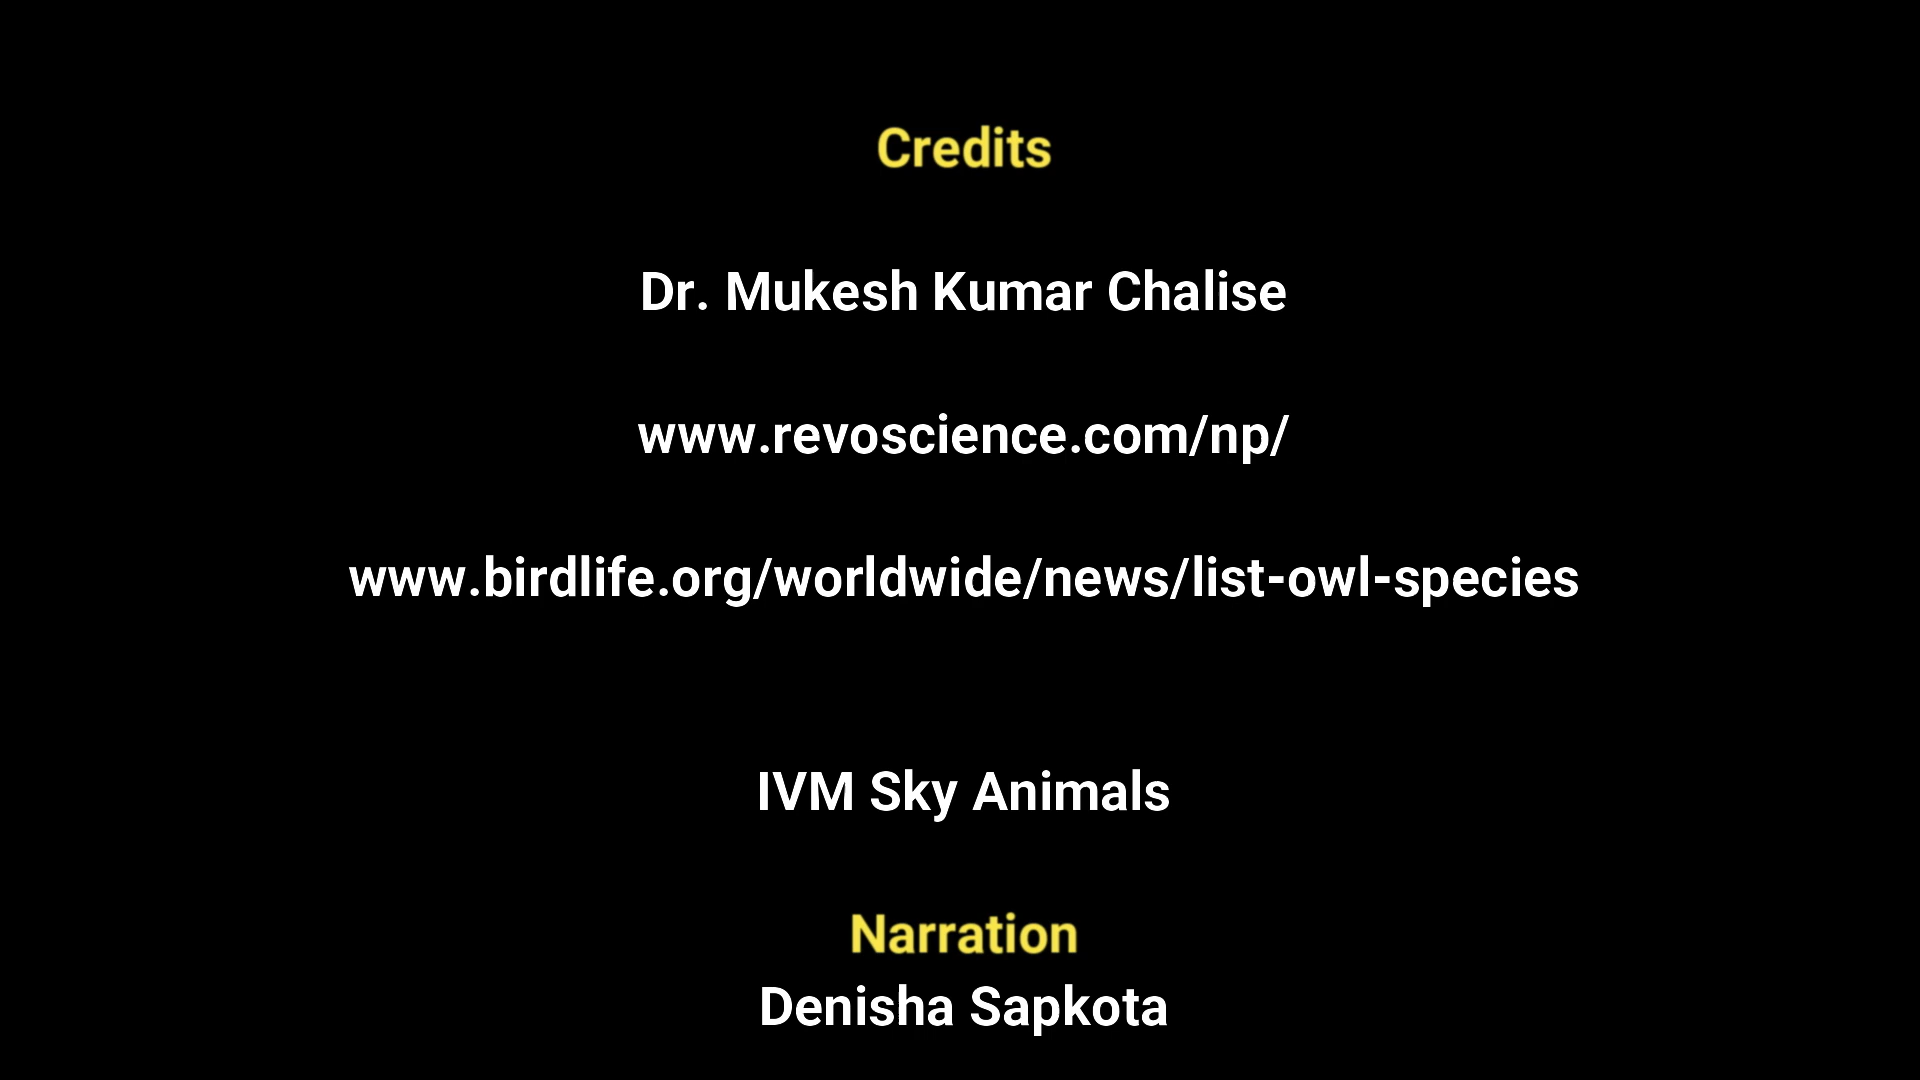 Credits
Dr. Mukesh Kumar Chalise
www.revoscience.com/np/
www.birdlife.org/worldwide/news/list-owl-species
IVM Sky Animals
Narration
Denisha Sapkota